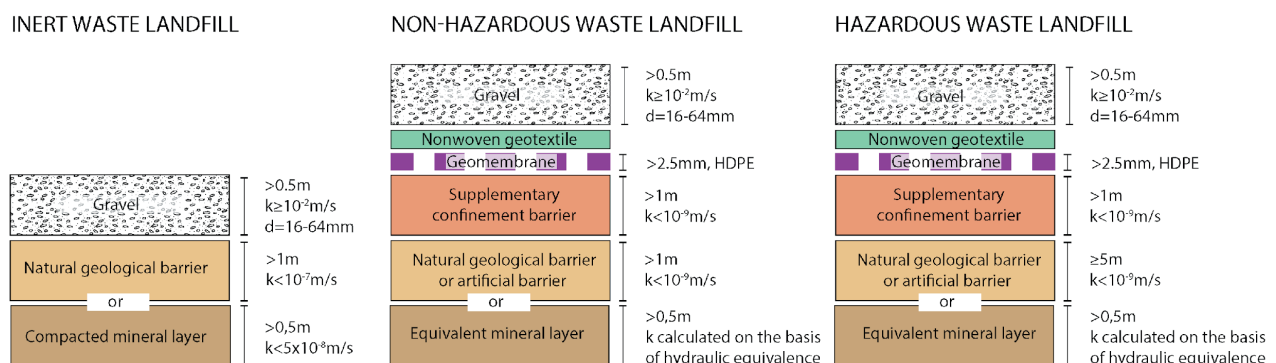 INERT WASTE LANDFILL
Gravel
>0.5m
k≥10⁻²m/s
d=16-64mm
Natural geological barrier
>1m
k<10⁻⁷m/s
or
Compacted mineral layer
>0,5m
k<5x10⁻⁸m/s
NON-HAZARDOUS WASTE LANDFILL
Gravel
>0.5m
k≥10⁻²m/s
d=16-64mm
Nonwoven geotextile
Geomembrane
>2.5mm, HDPE
Supplementary
confinement barrier
>1m
k<10⁻⁹m/s
Natural geological barrier
or artificial barrier
>1m
k<10⁻⁹m/s
or
Equivalent mineral layer
>0,5m
k calculated on the basis
of hydraulic equivalence
HAZARDOUS WASTE LANDFILL
Gravel
>0.5m
k≥10⁻²m/s
d=16-64mm
Nonwoven geotextile
Geomembrane
>2.5mm, HDPE
Supplementary
confinement barrier
>1m
k<10⁻⁹m/s
Natural geological barrier
or artificial barrier
≥5m
k<10⁻⁹m/s
or
Equivalent mineral layer
>0,5m
k calculated on the basis
of hydraulic equivalence